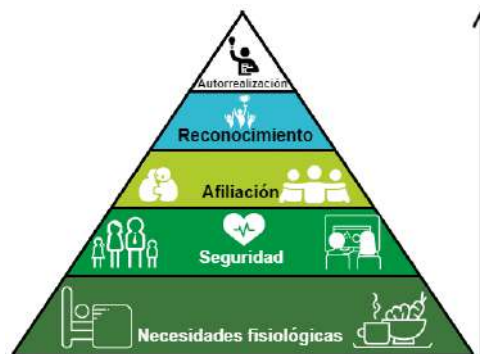 Autorrealización
Reconocimiento
Afiliación
Seguridad
Necesidades fisiológicas